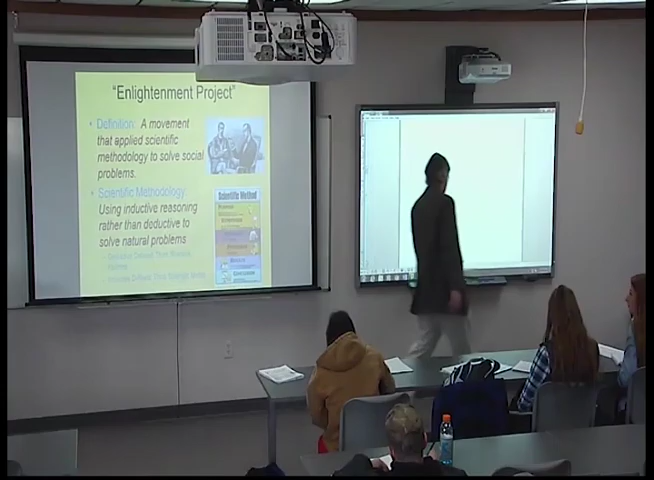 "Enlightenment Project"
• Definition: A movement
that applied scientific
methodology to solve social
problems.
• Scientific Methodology:
Using inductive reasoning
rather than deductive to
solve natural problems
Scientific Method